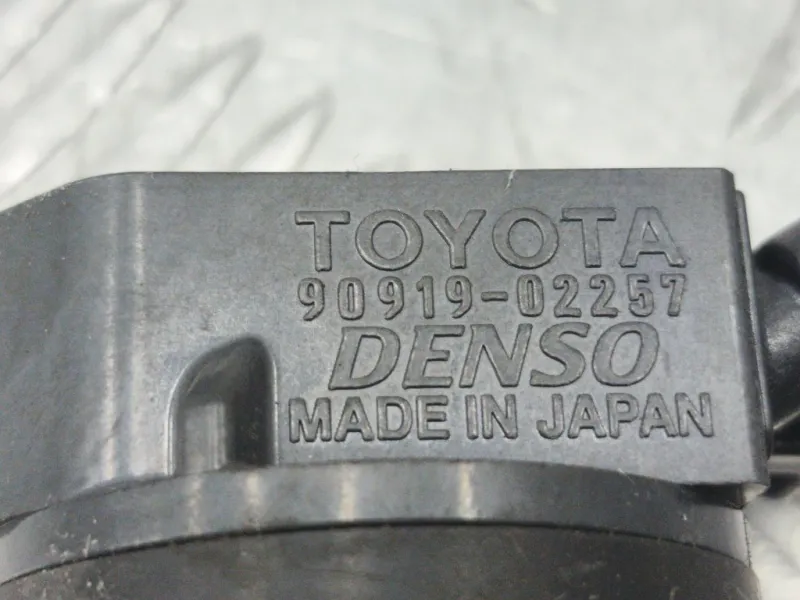 TOYOTA
90919-02257
DENSO
MADE IN JAPAN